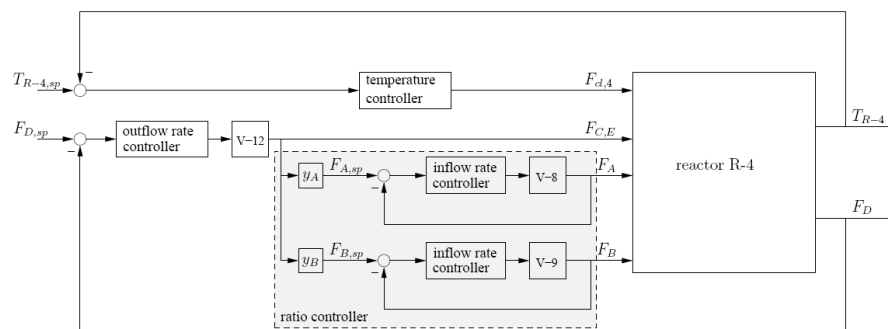 T_{R−4,sp}
−
temperature
controller
F_{cl,4}
F_{D,sp}
−
outflow rate
controller
V−12
F_{C,E}
T_{R−4}
reactor R-4
y_A
F_{A,sp}
−
inflow rate
controller
V−8
F_A
F_D
y_B
F_{B,sp}
−
inflow rate
controller
V−9
F_B
ratio controller